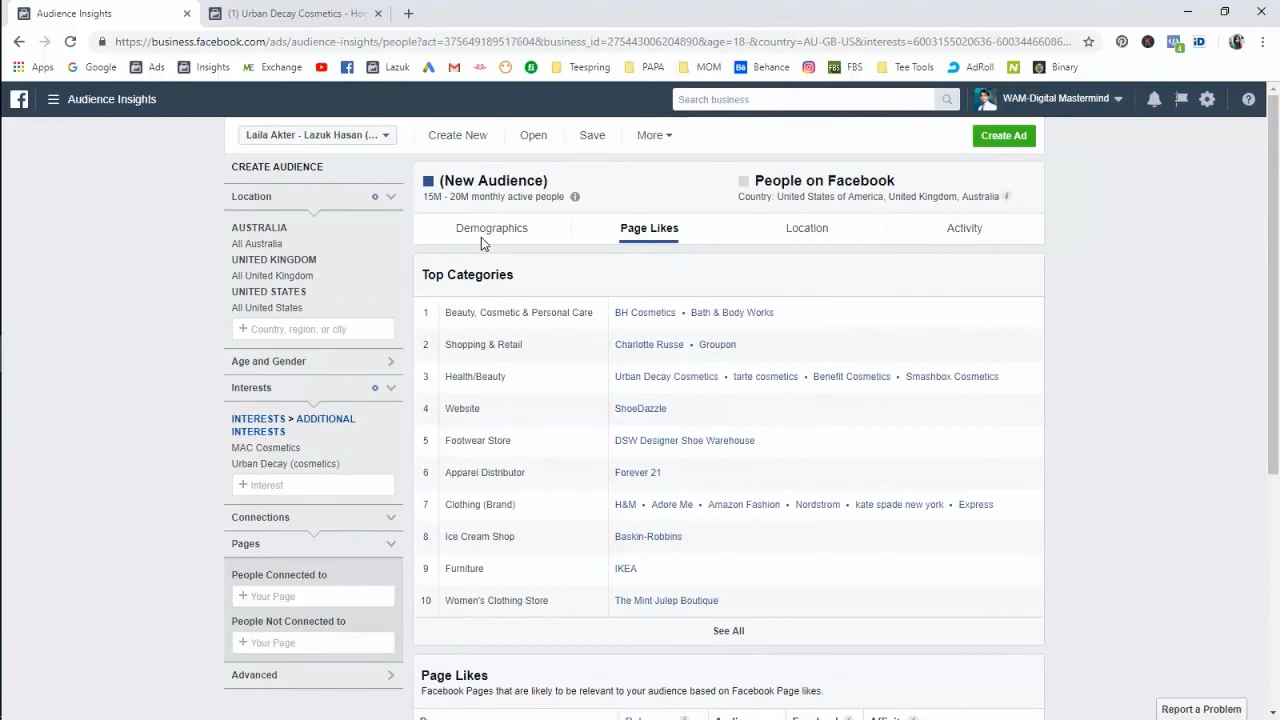 Audience Insights
(1) Urban Decay Cosmetics - Ho
https://business.facebook.com/ads/audience-insights/people?act=375649189517604&business_id=275443006204890&age=18-&country=AU-GB-US&interests=6003155020636-60034466086...
Apps Google Ads Insights Exchange Lazuk Teespring PAPA MOM Behance FBS Tee Tools AdRoll Binary
Audience Insights
Search business
WAM-Digital Mastermind
Laila Akter - Lazuk Hasan (...
Create New Open Save More
Create Ad
CREATE AUDIENCE
Location
AUSTRALIA
All Australia
UNITED KINGDOM
All United Kingdom
UNITED STATES
All United States
+ Country, region, or city
Age and Gender
Interests
INTERESTS > ADDITIONAL
INTERESTS
MAC Cosmetics
Urban Decay (cosmetics)
+ Interest
Connections
Pages
People Connected to
+ Your Page
People Not Connected to
+ Your Page
Advanced
(New Audience)
15M - 20M monthly active people
People on Facebook
Country: United States of America, United Kingdom, Australia
Demographics Page Likes Location Activity
Top Categories
1 Beauty, Cosmetic & Personal Care BH Cosmetics • Bath & Body Works
2 Shopping & Retail Charlotte Russe • Groupon
3 Health/Beauty Urban Decay Cosmetics • tarte cosmetics • Benefit Cosmetics • Smashbox Cosmetics
4 Website ShoeDazzle
5 Footwear Store DSW Designer Shoe Warehouse
6 Apparel Distributor Forever 21
7 Clothing (Brand) H&M • Adore Me • Amazon Fashion • Nordstrom • kate spade new york • Express
8 Ice Cream Shop Baskin-Robbins
9 Furniture IKEA
10 Women's Clothing Store The Mint Julep Boutique
See All
Page Likes
Facebook Pages that are likely to be relevant to your audience based on Facebook Page likes.
Report a Problem